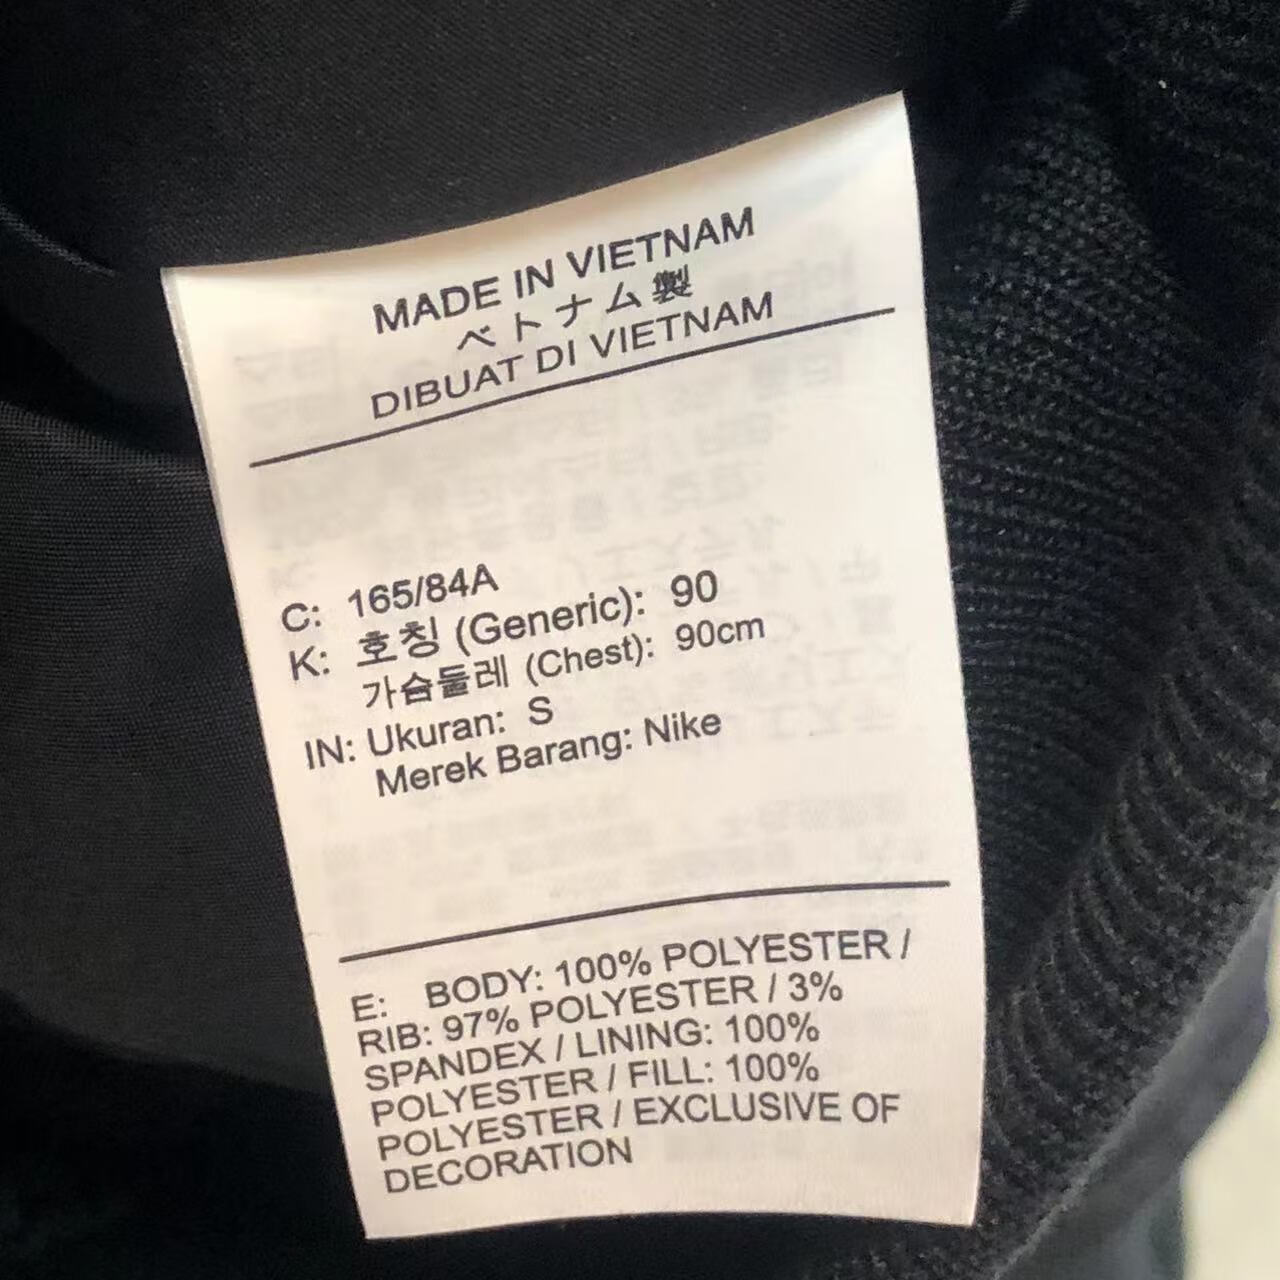 MADE IN VIETNAM
ベトナム製
DIBUAT DI VIETNAM
C: 165/84A
K: 호칭 (Generic): 90
가슴둘레 (Chest): 90cm
IN: Ukuran: S
Merek Barang: Nike
E: BODY: 100% POLYESTER /
RIB: 97% POLYESTER / 3%
SPANDEX / LINING: 100%
POLYESTER / FILL: 100%
POLYESTER / EXCLUSIVE OF
DECORATION